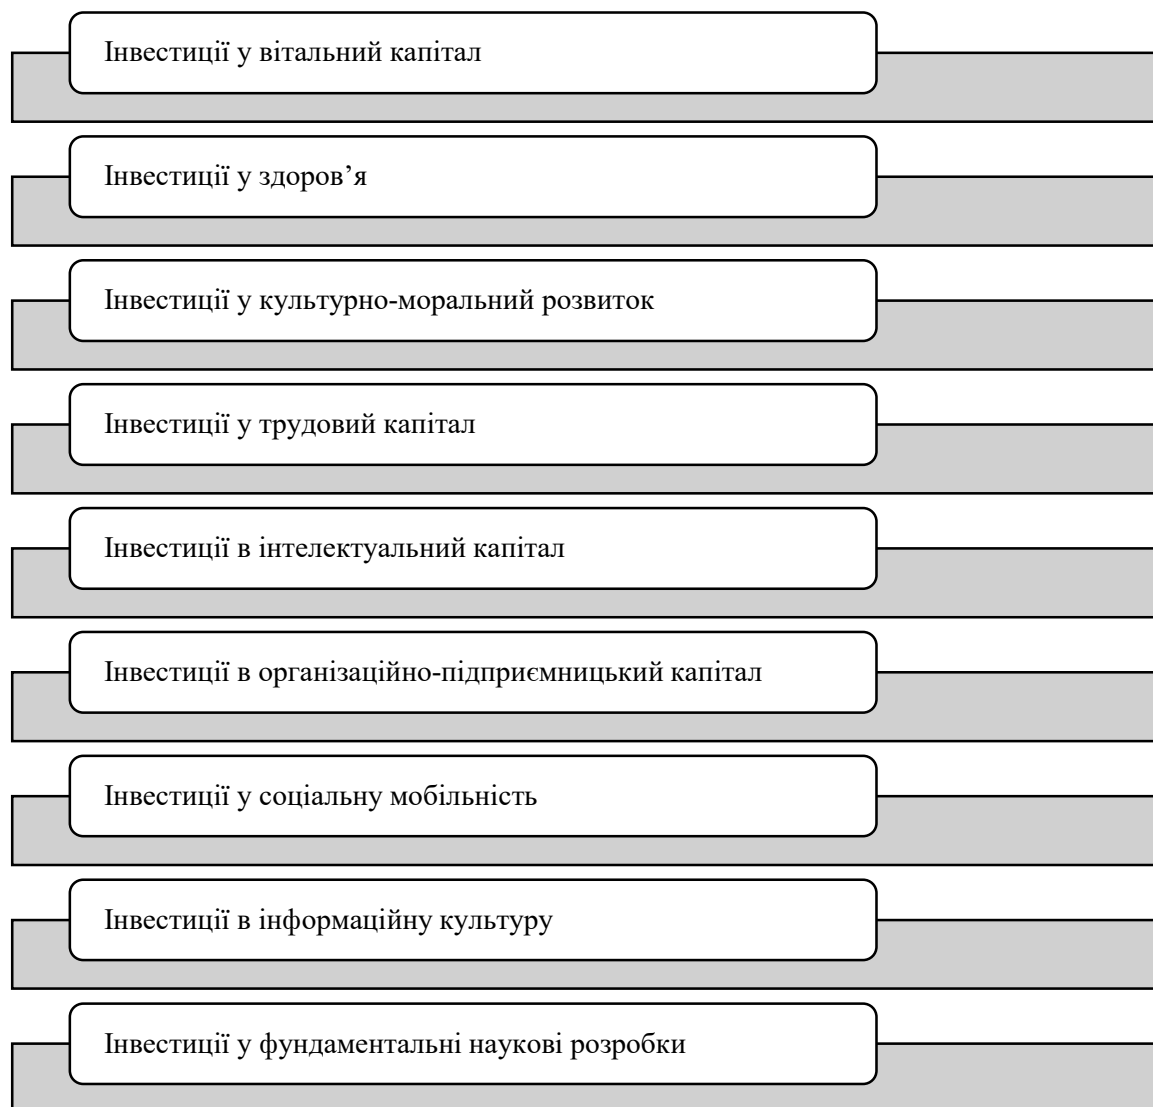 Інвестиції у вітальний капітал
Інвестиції у здоров’я
Інвестиції у культурно-моральний розвиток
Інвестиції у трудовий капітал
Інвестиції в інтелектуальний капітал
Інвестиції в організаційно-підприємницький капітал
Інвестиції у соціальну мобільність
Інвестиції в інформаційну культуру
Інвестиції у фундаментальні наукові розробки